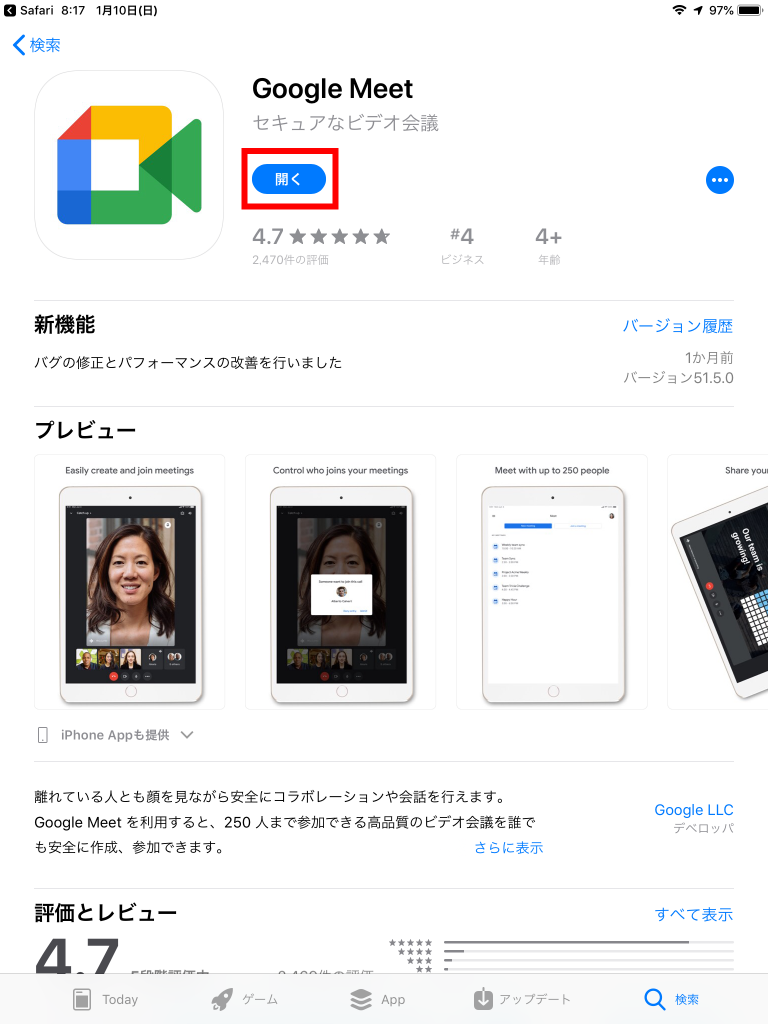 Safari 8:17 1月10日(日) 97%
検索
Google Meet
セキュアなビデオ会議
開く
4.7 ★★★★★ #4 4+
2,470件の評価 ビジネス 年齢
新機能 バージョン履歴
バグの修正とパフォーマンスの改善を行いました 1か月前
バージョン51.5.0
プレビュー
Easily create and join meetings
Control who joins your meetings
Meet with up to 250 people
Share your
Someone wants to join this call
Our team is
growing!
iPhone Appも提供
離れている人とも顔を見ながら安全にコラボレーションや会話を行えます。
Google Meet を利用すると、250 人まで参加できる高品質のビデオ会議を誰で
も安全に作成、参加できます。 さらに表示
Google LLC
デベロッパ
評価とレビュー すべて表示
4.7
Today ゲーム App アップデート 検索